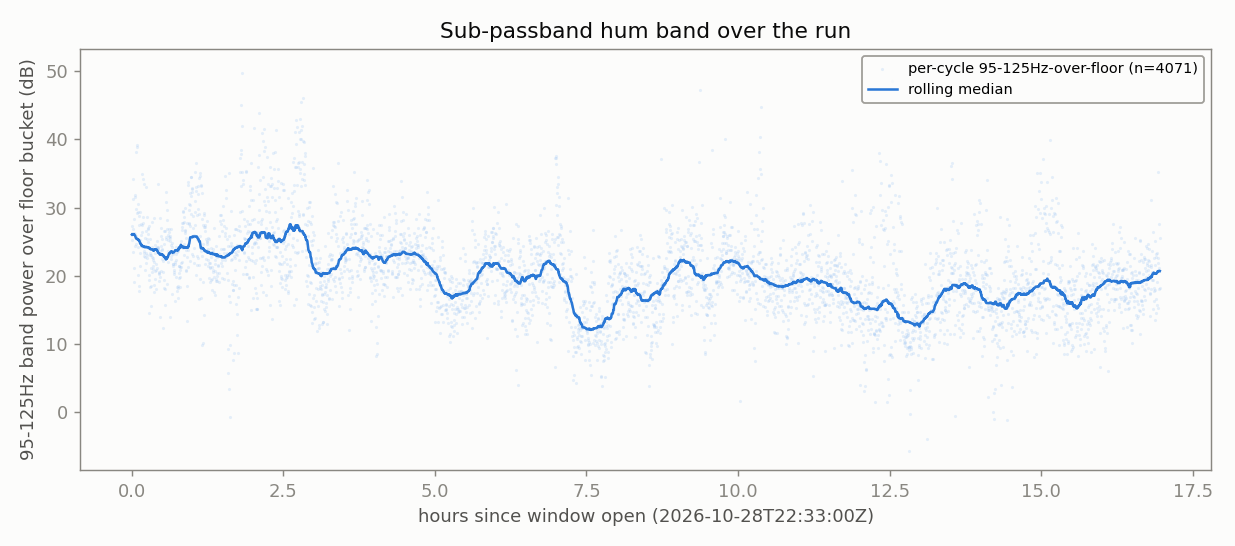 Sub-passband hum band over the run
per-cycle 95-125Hz-over-floor (n=4071)
rolling median
95-125Hz band power over floor bucket (dB)
50
40
30
20
10
0
0.0 2.5 5.0 7.5 10.0 12.5 15.0 17.5
hours since window open (2026-10-28T22:33:00Z)